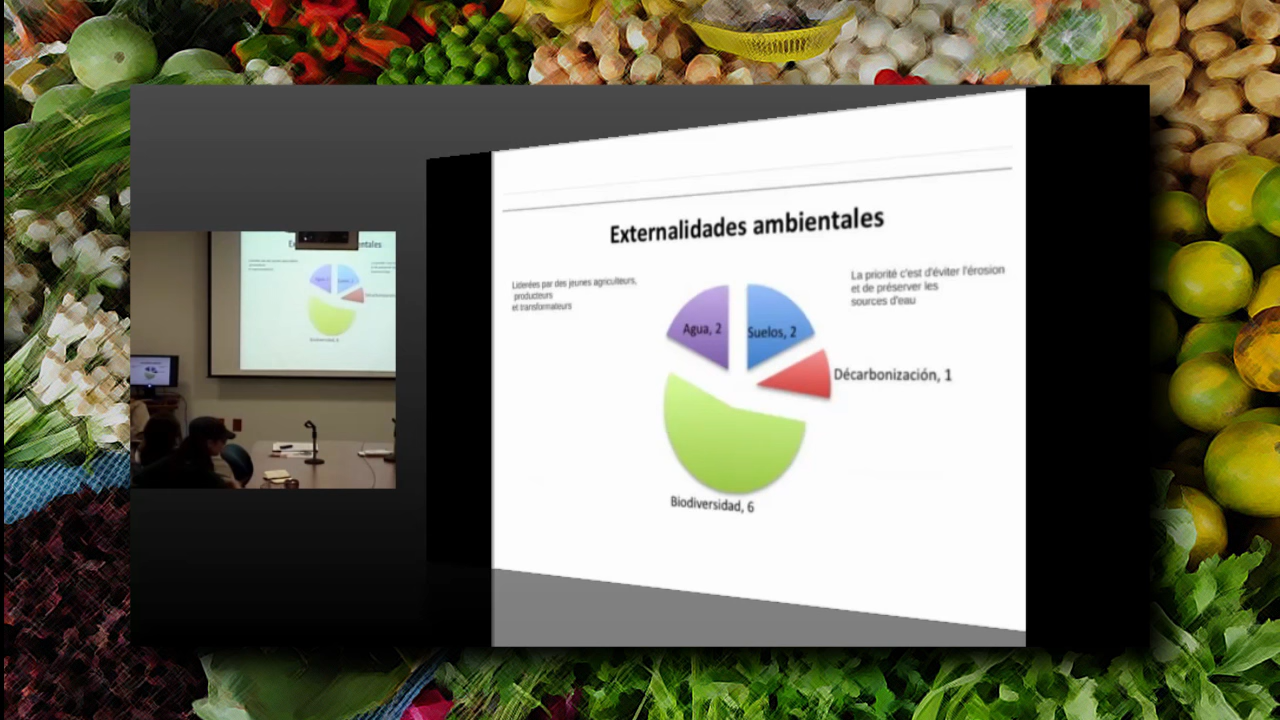 Externalidades ambientales
Liderées par des jeunes agriculteurs,
producteurs
et transformateurs
La priorité c'est d'éviter l'érosion
et de préserver les
sources d'eau
Agua, 2
Suelos, 2
Décarbonización, 1
Biodiversidad, 6